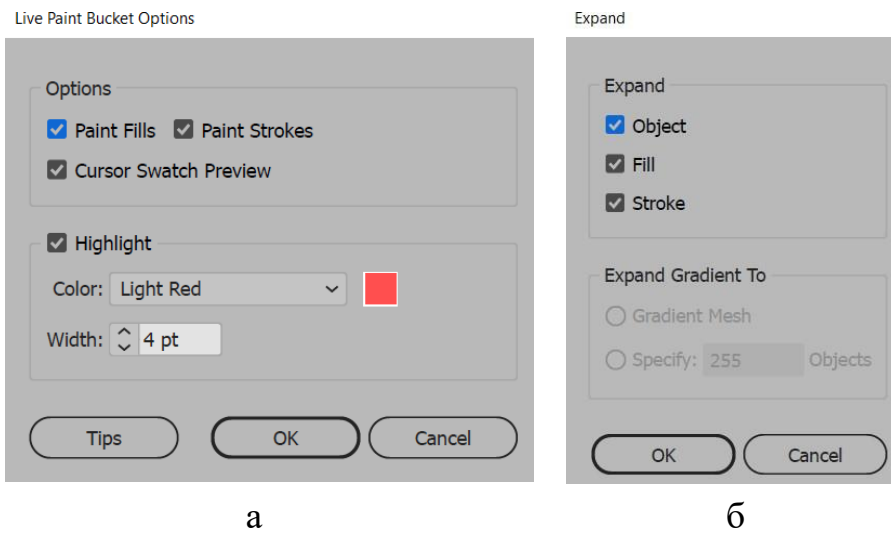 Live Paint Bucket Options
Options
Paint Fills Paint Strokes
Cursor Swatch Preview
Highlight
Color: Light Red
Width: 4 pt
Tips OK Cancel
а
Expand
Expand
Object
Fill
Stroke
Expand Gradient To
Gradient Mesh
Specify: 255 Objects
OK Cancel
б